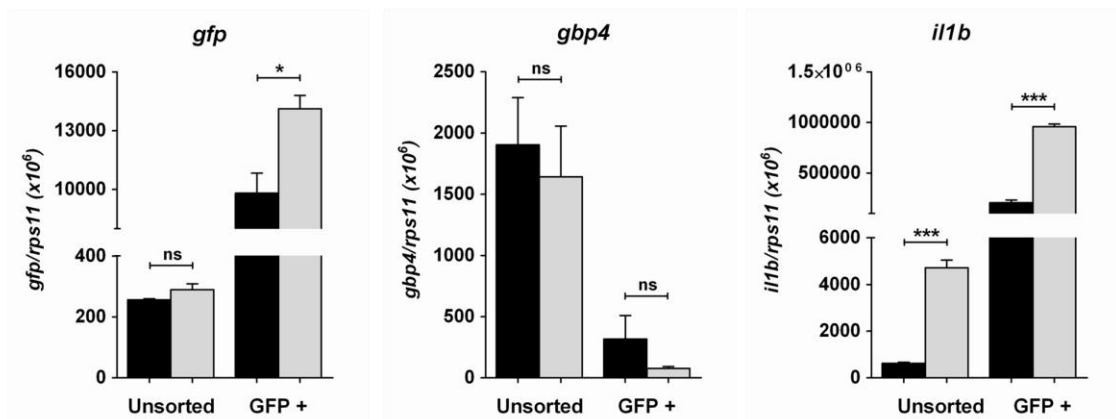 gfp
gfp/rps11 (x10⁶)
16000
13000
10000
400
200
0
ns
*
Unsorted
GFP +
gbp4
gbp4/rps11 (x10⁶)
2500
2000
1500
1000
500
0
ns
ns
Unsorted
GFP +
il1b
il1b/rps11 (x10⁶)
1.5×10⁰⁶
1000000
500000
6000
4000
2000
0
***
***
Unsorted
GFP +